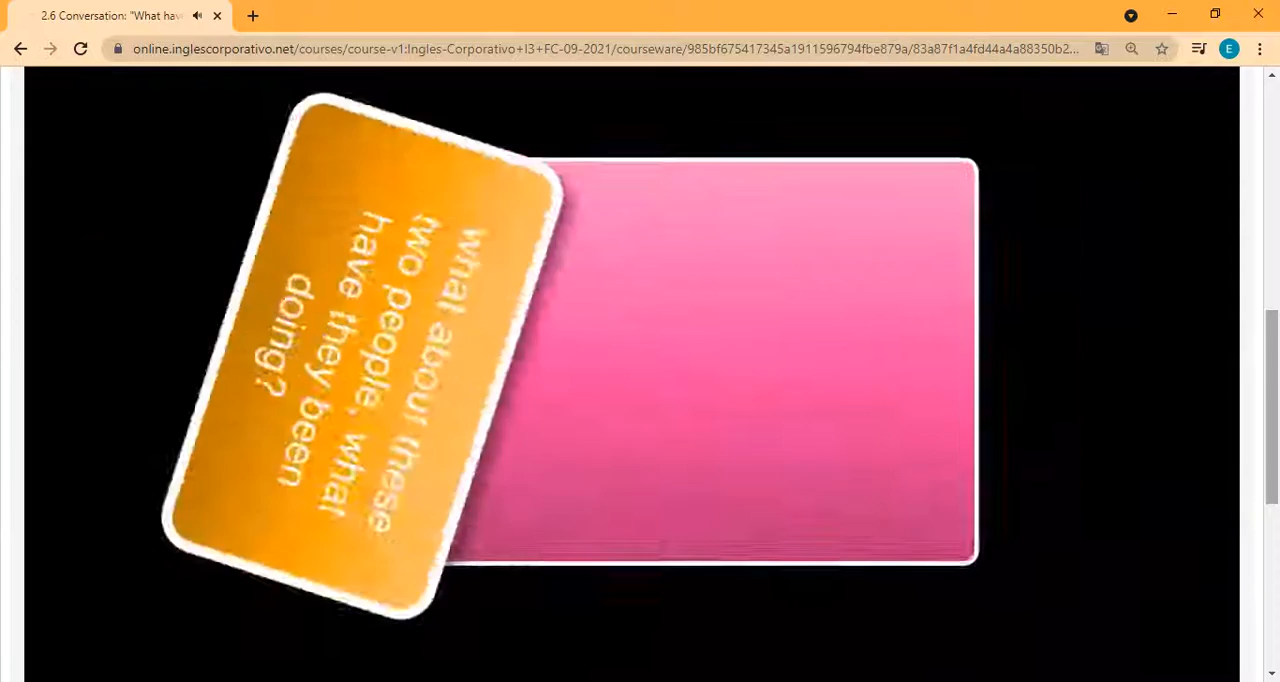 2.6 Conversation: "What hav
online.inglescorporativo.net/courses/course-v1:Ingles-Corporativo+I3+FC-09-2021/courseware/985bf675417345a1911596794fbe879a/83a87f1a4fd44a4a88350b2...
E
what about these
two people, what
have they been
doing?